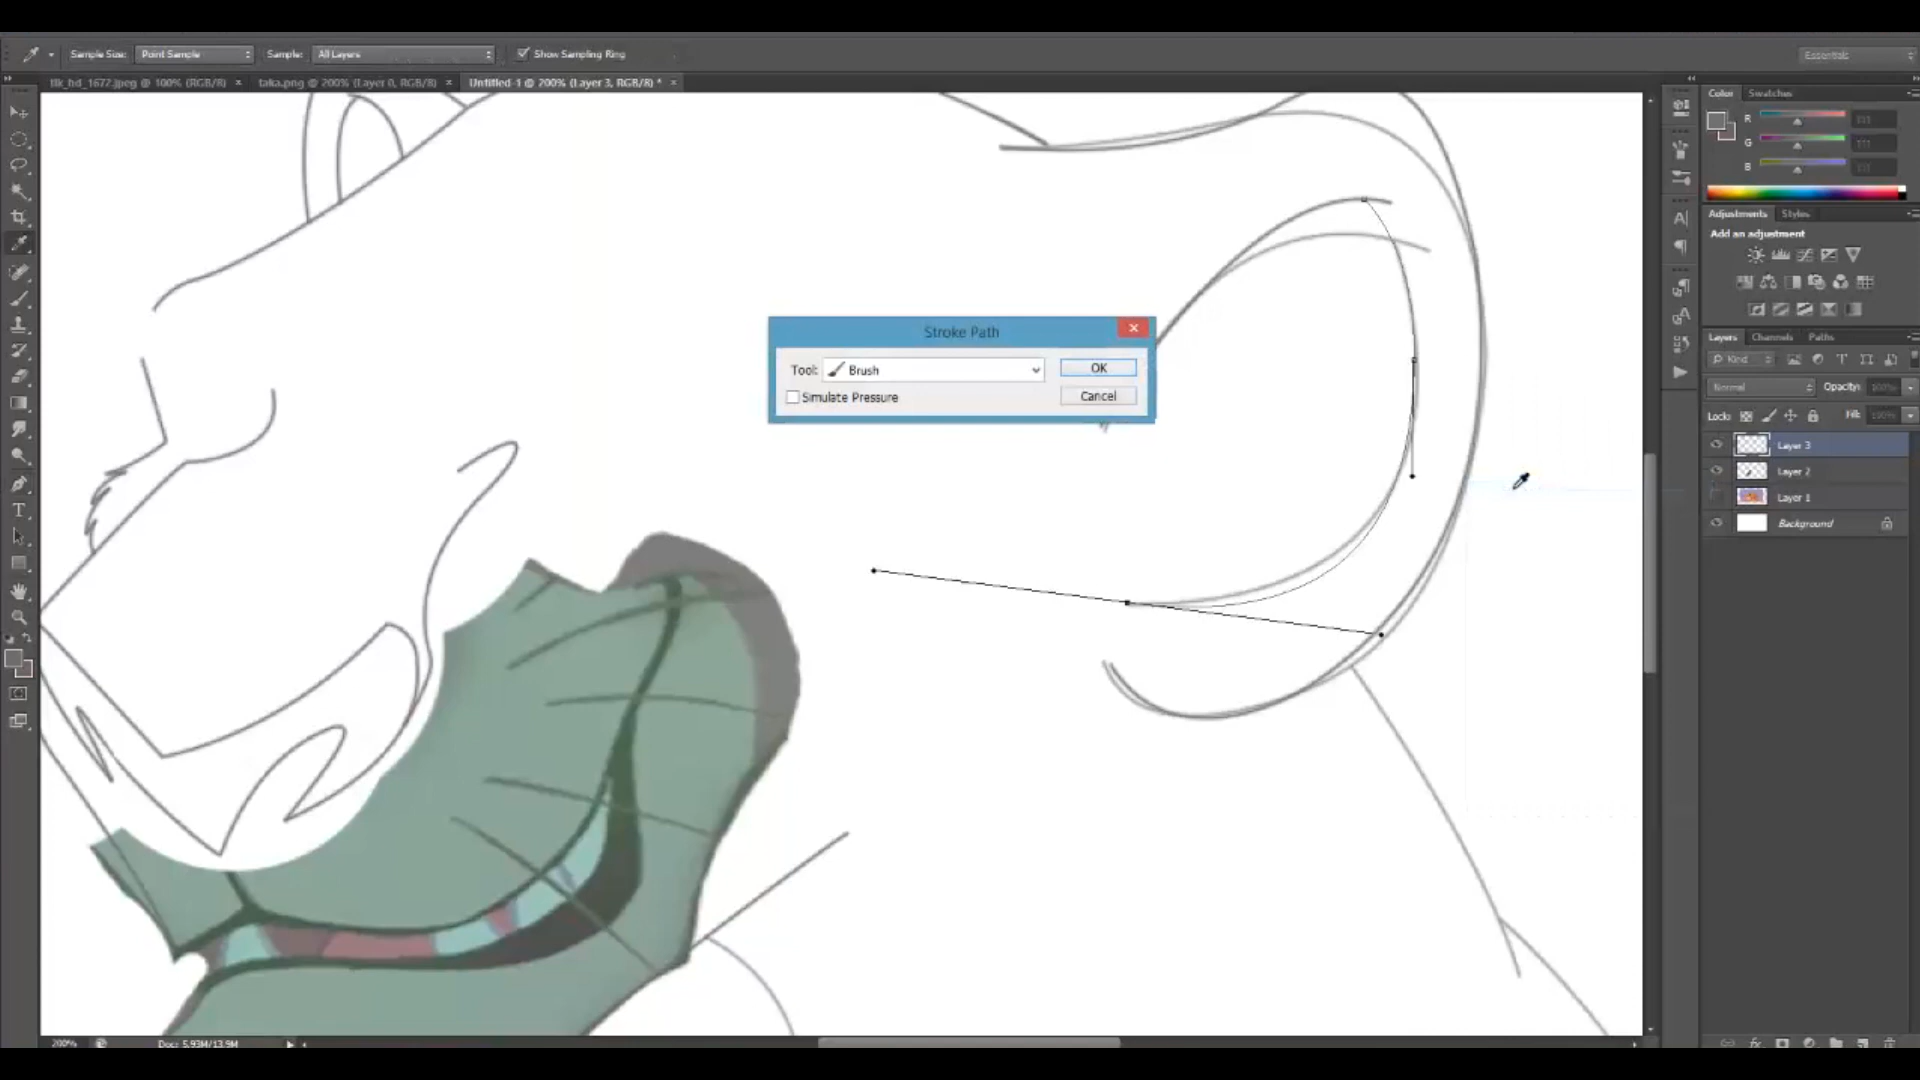 Sample Size: Point Sample Sample: All Layers Show Sampling Ring Essentials
tlk_hd_1672.jpeg @ 100% (RGB/8) × taka.png @ 200% (Layer 0, RGB/8) × Untitled-1 @ 200% (Layer 3, RGB/8) * ×
Color Swatches
R
G
B
Adjustments Styles
Add an adjustment
Stroke Path
Tool: Brush OK
Simulate Pressure Cancel
Layers Channels Paths
Kind
Normal Opacity: 100%
Lock: Fill: 100%
Layer 3
Layer 2
Layer 1
Background
200% Doc: 5.93M/13.9M